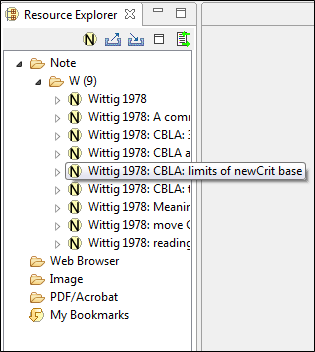 Resource Explorer
Note
W (9)
Wittig 1978
Wittig 1978: A com
Wittig 1978: CBLA:
Wittig 1978: CBLA a
Wittig 1978: CBLA: limits of newCrit base
Wittig 1978: CBLA: t
Wittig 1978: Meanin
Wittig 1978: move
Wittig 1978: reading
Web Browser
Image
PDF/Acrobat
My Bookmarks